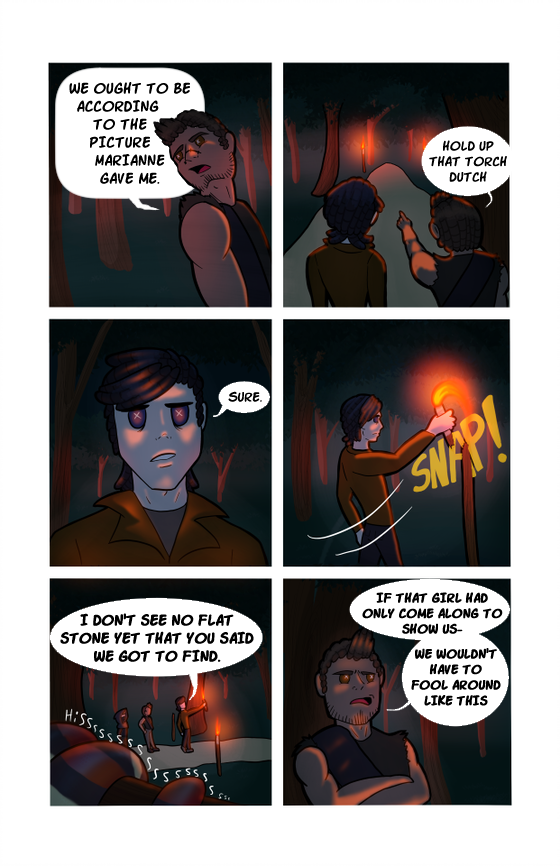 WE OUGHT TO BE
ACCORDING
TO THE
PICTURE
MARIANNE
GAVE ME.
HOLD UP
THAT TORCH
DUTCH
SURE.
SNAP!
I DON'T SEE NO FLAT
STONE YET THAT YOU SAID
WE GOT TO FIND.
HiSSSSSSSSSSSSSSSSSS
IF THAT GIRL HAD
ONLY COME ALONG TO
SHOW US-
WE WOULDN'T
HAVE TO
FOOL AROUND
LIKE THIS